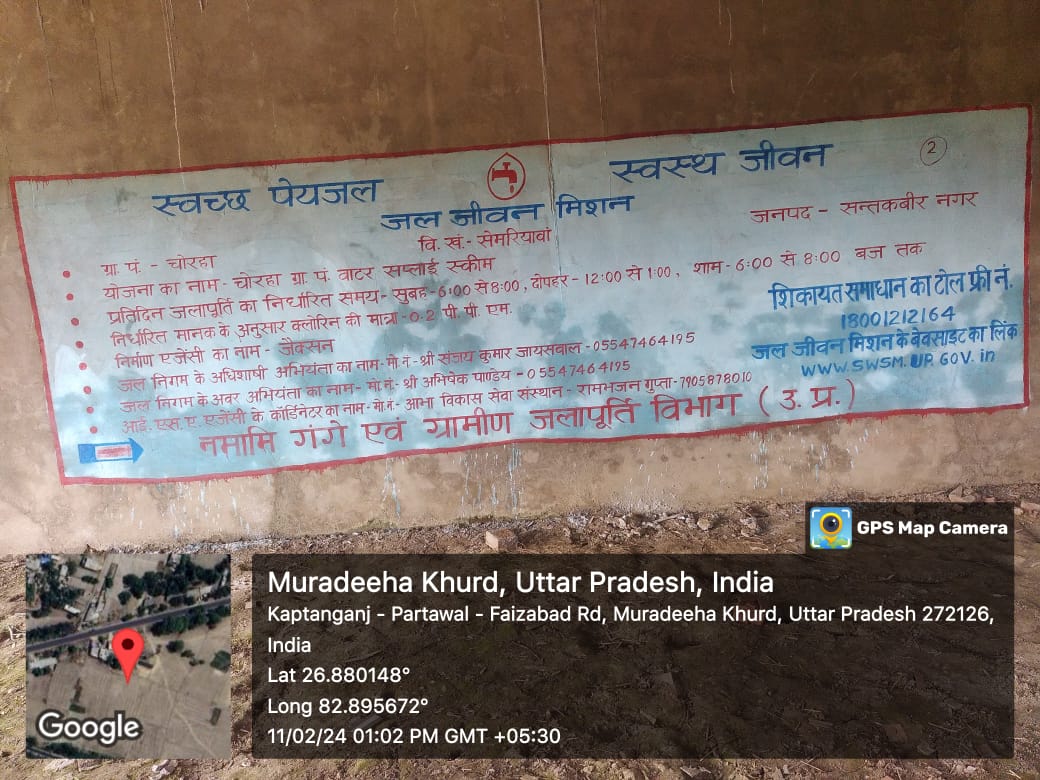 स्वच्छ पेयजल
स्वस्थ जीवन
2
जल जीवन मिशन
जनपद - सन्तकबीर नगर
वि. ख.- सेमरियावां
ग्रा. पं. - चोरहा
योजना का नाम - चोरहा ग्रा. पं. वाटर सप्लाई स्कीम
प्रतिदिन जलापूर्ति का निर्धारित समय- सुबह-6:00 से 8:00, दोपहर - 12:00 से 1:00, शाम - 6:00 से 8:00 बज तक
निर्धारित मानक के अनुसार क्लोरिन की मात्रा - 0.2 पी. पी. एम.
निर्माण एजेंसी का नाम - जैक्सन
जल निगम के अधिशाषी अभियंता का नाम - मो. नं. - श्री संजय कुमार जायसवाल - 05547464195
जल निगम के अवर अभियंता का नाम- मो. नं.- श्री अभिषेक पाण्डेय - 05547464195
आई. एस. ए. एजेंसी के कॉर्डिनेटर का नाम - मो. नं. - आभा विकास सेवा संस्थान - रामभजन गुप्ता - 7905878010
शिकायत समाधान का टोल फ्री नं.
18001212164
जल जीवन मिशन के बेवसाइट का लिंक
WWW.SWSM.UP.GOV.in
नमामि गंगे एवं ग्रामीण जलापूर्ति विभाग (उ. प्र.)
GPS Map Camera
Muradeeha Khurd, Uttar Pradesh, India
Kaptanganj - Partawal - Faizabad Rd, Muradeeha Khurd, Uttar Pradesh 272126,
India
Lat 26.880148°
Long 82.895672°
11/02/24 01:02 PM GMT +05:30
Google